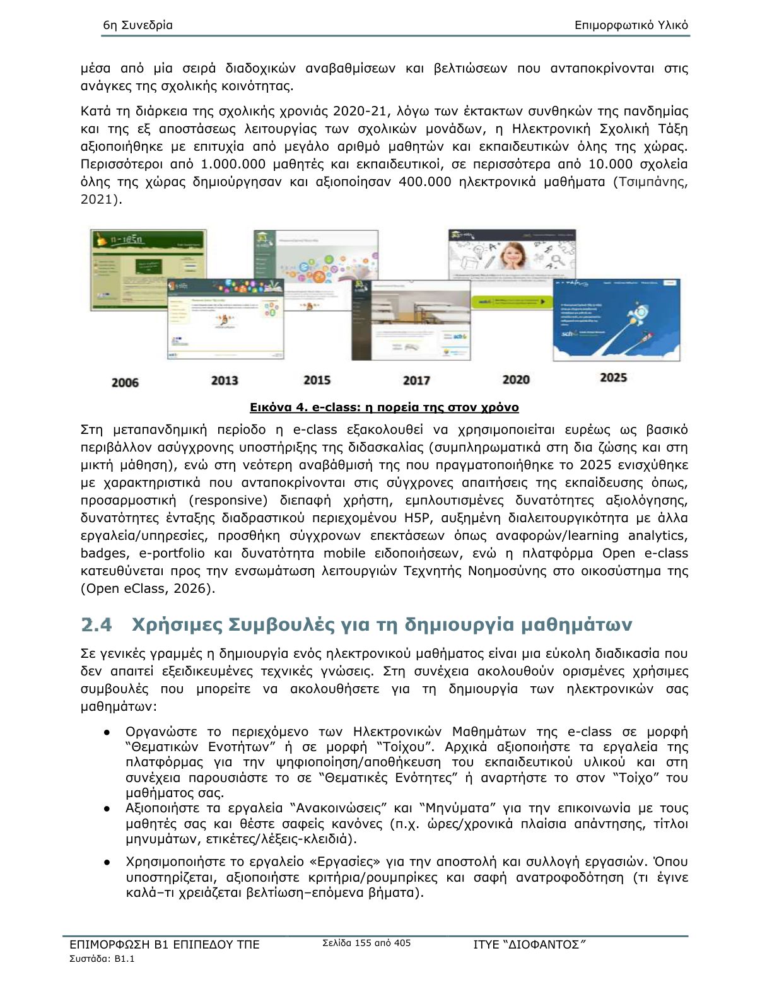 6η Συνεδρία Επιμορφωτικό Υλικό
μέσα από μία σειρά διαδοχικών αναβαθμίσεων και βελτιώσεων που ανταποκρίνονται στις
ανάγκες της σχολικής κοινότητας.
Κατά τη διάρκεια της σχολικής χρονιάς 2020-21, λόγω των έκτακτων συνθηκών της πανδημίας
και της εξ αποστάσεως λειτουργίας των σχολικών μονάδων, η Ηλεκτρονική Σχολική Τάξη
αξιοποιήθηκε με επιτυχία από μεγάλο αριθμό μαθητών και εκπαιδευτικών όλης της χώρας.
Περισσότεροι από 1.000.000 μαθητές και εκπαιδευτικοί, σε περισσότερα από 10.000 σχολεία
όλης της χώρας δημιούργησαν και αξιοποίησαν 400.000 ηλεκτρονικά μαθήματα (Τσιμπάνης,
2021).
η-τ@ξη
sch
2006 2013 2015 2017 2020 2025
Εικόνα 4. e-class: η πορεία της στον χρόνο
Στη μεταπανδημική περίοδο η e-class εξακολουθεί να χρησιμοποιείται ευρέως ως βασικό
περιβάλλον ασύγχρονης υποστήριξης της διδασκαλίας (συμπληρωματικά στη δια ζώσης και στη
μικτή μάθηση), ενώ στη νεότερη αναβάθμισή της που πραγματοποιήθηκε το 2025 ενισχύθηκε
με χαρακτηριστικά που ανταποκρίνονται στις σύγχρονες απαιτήσεις της εκπαίδευσης όπως,
προσαρμοστική (responsive) διεπαφή χρήστη, εμπλουτισμένες δυνατότητες αξιολόγησης,
δυνατότητες ένταξης διαδραστικού περιεχομένου H5P, αυξημένη διαλειτουργικότητα με άλλα
εργαλεία/υπηρεσίες, προσθήκη σύγχρονων επεκτάσεων όπως αναφορών/learning analytics,
badges, e-portfolio και δυνατότητα mobile ειδοποιήσεων, ενώ η πλατφόρμα Open e-class
κατευθύνεται προς την ενσωμάτωση λειτουργιών Τεχνητής Νοημοσύνης στο οικοσύστημα της
(Open eClass, 2026).
2.4 Χρήσιμες Συμβουλές για τη δημιουργία μαθημάτων
Σε γενικές γραμμές η δημιουργία ενός ηλεκτρονικού μαθήματος είναι μια εύκολη διαδικασία που
δεν απαιτεί εξειδικευμένες τεχνικές γνώσεις. Στη συνέχεια ακολουθούν ορισμένες χρήσιμες
συμβουλές που μπορείτε να ακολουθήσετε για τη δημιουργία των ηλεκτρονικών σας
μαθημάτων:
● Οργανώστε το περιεχόμενο των Ηλεκτρονικών Μαθημάτων της e-class σε μορφή
“Θεματικών Ενοτήτων” ή σε μορφή “Τοίχου”. Αρχικά αξιοποιήστε τα εργαλεία της
πλατφόρμας για την ψηφιοποίηση/αποθήκευση του εκπαιδευτικού υλικού και στη
συνέχεια παρουσιάστε το σε “Θεματικές Ενότητες” ή αναρτήστε το στον “Τοίχο” του
μαθήματος σας.
● Αξιοποιήστε τα εργαλεία “Ανακοινώσεις” και “Μηνύματα” για την επικοινωνία με τους
μαθητές σας και θέστε σαφείς κανόνες (π.χ. ώρες/χρονικά πλαίσια απάντησης, τίτλοι
μηνυμάτων, ετικέτες/λέξεις-κλειδιά).
● Χρησιμοποιήστε το εργαλείο «Εργασίες» για την αποστολή και συλλογή εργασιών. Όπου
υποστηρίζεται, αξιοποιήστε κριτήρια/ρουμπρίκες και σαφή ανατροφοδότηση (τι έγινε
καλά–τι χρειάζεται βελτίωση–επόμενα βήματα).
ΕΠΙΜΟΡΦΩΣΗ Β1 ΕΠΙΠΕΔΟΥ ΤΠΕ Σελίδα 155 από 405 ΙΤΥΕ “ΔΙΟΦΑΝΤΟΣ”
Συστάδα: Β1.1